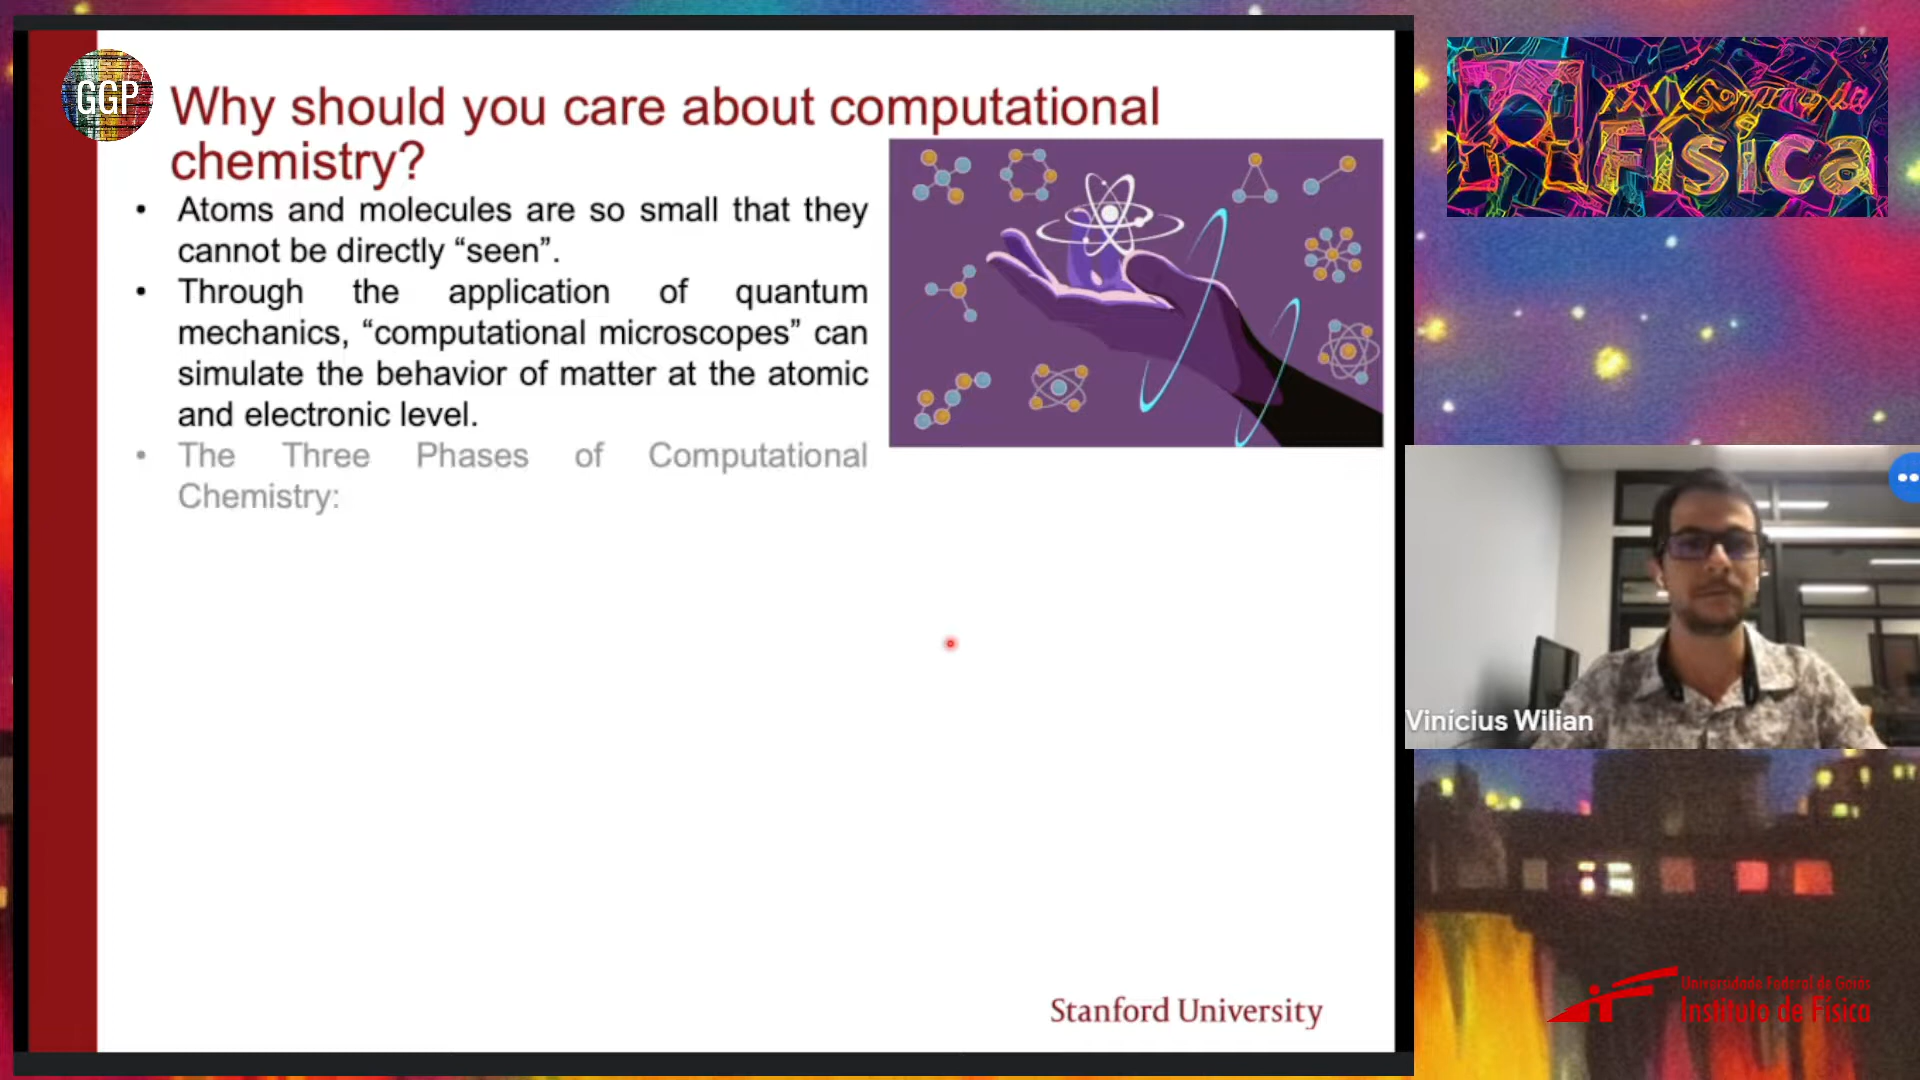 GGP
Why should you care about computational
chemistry?
• Atoms and molecules are so small that they
cannot be directly “seen”.
• Through the application of quantum
mechanics, “computational microscopes” can
simulate the behavior of matter at the atomic
and electronic level.
• The Three Phases of Computational
Chemistry:
Stanford University
XIX Semana da
Física
Vinícius Wilian
Universidade Federal de Goiás
Instituto de Física